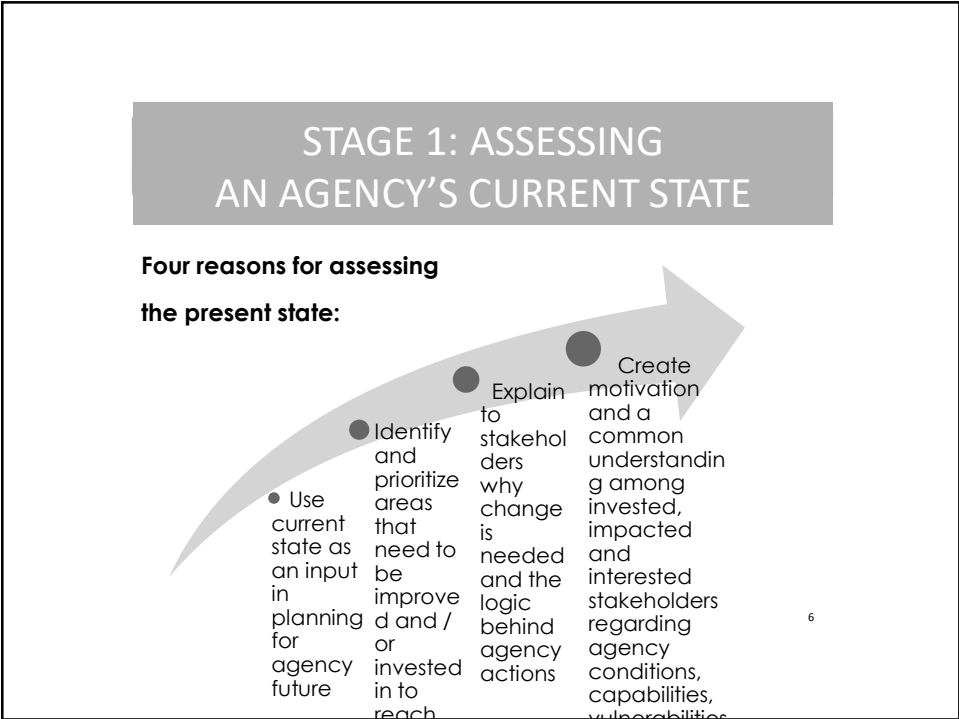 STAGE 1: ASSESSING
AN AGENCY'S CURRENT STATE
Four reasons for assessing
the present state:
Use
current
state as
an input
in
planning
for
agency
future
Identify
and
prioritize
areas
that
need to
be
improve
d and /
or
invested
in to
reach
Explain
to
stakehol
ders
why
change
is
needed
and the
logic
behind
agency
actions
Create
motivation
and a
common
understandin
g among
invested,
impacted
and
interested
stakeholders
regarding
agency
conditions,
capabilities,
vulnerabilities
6